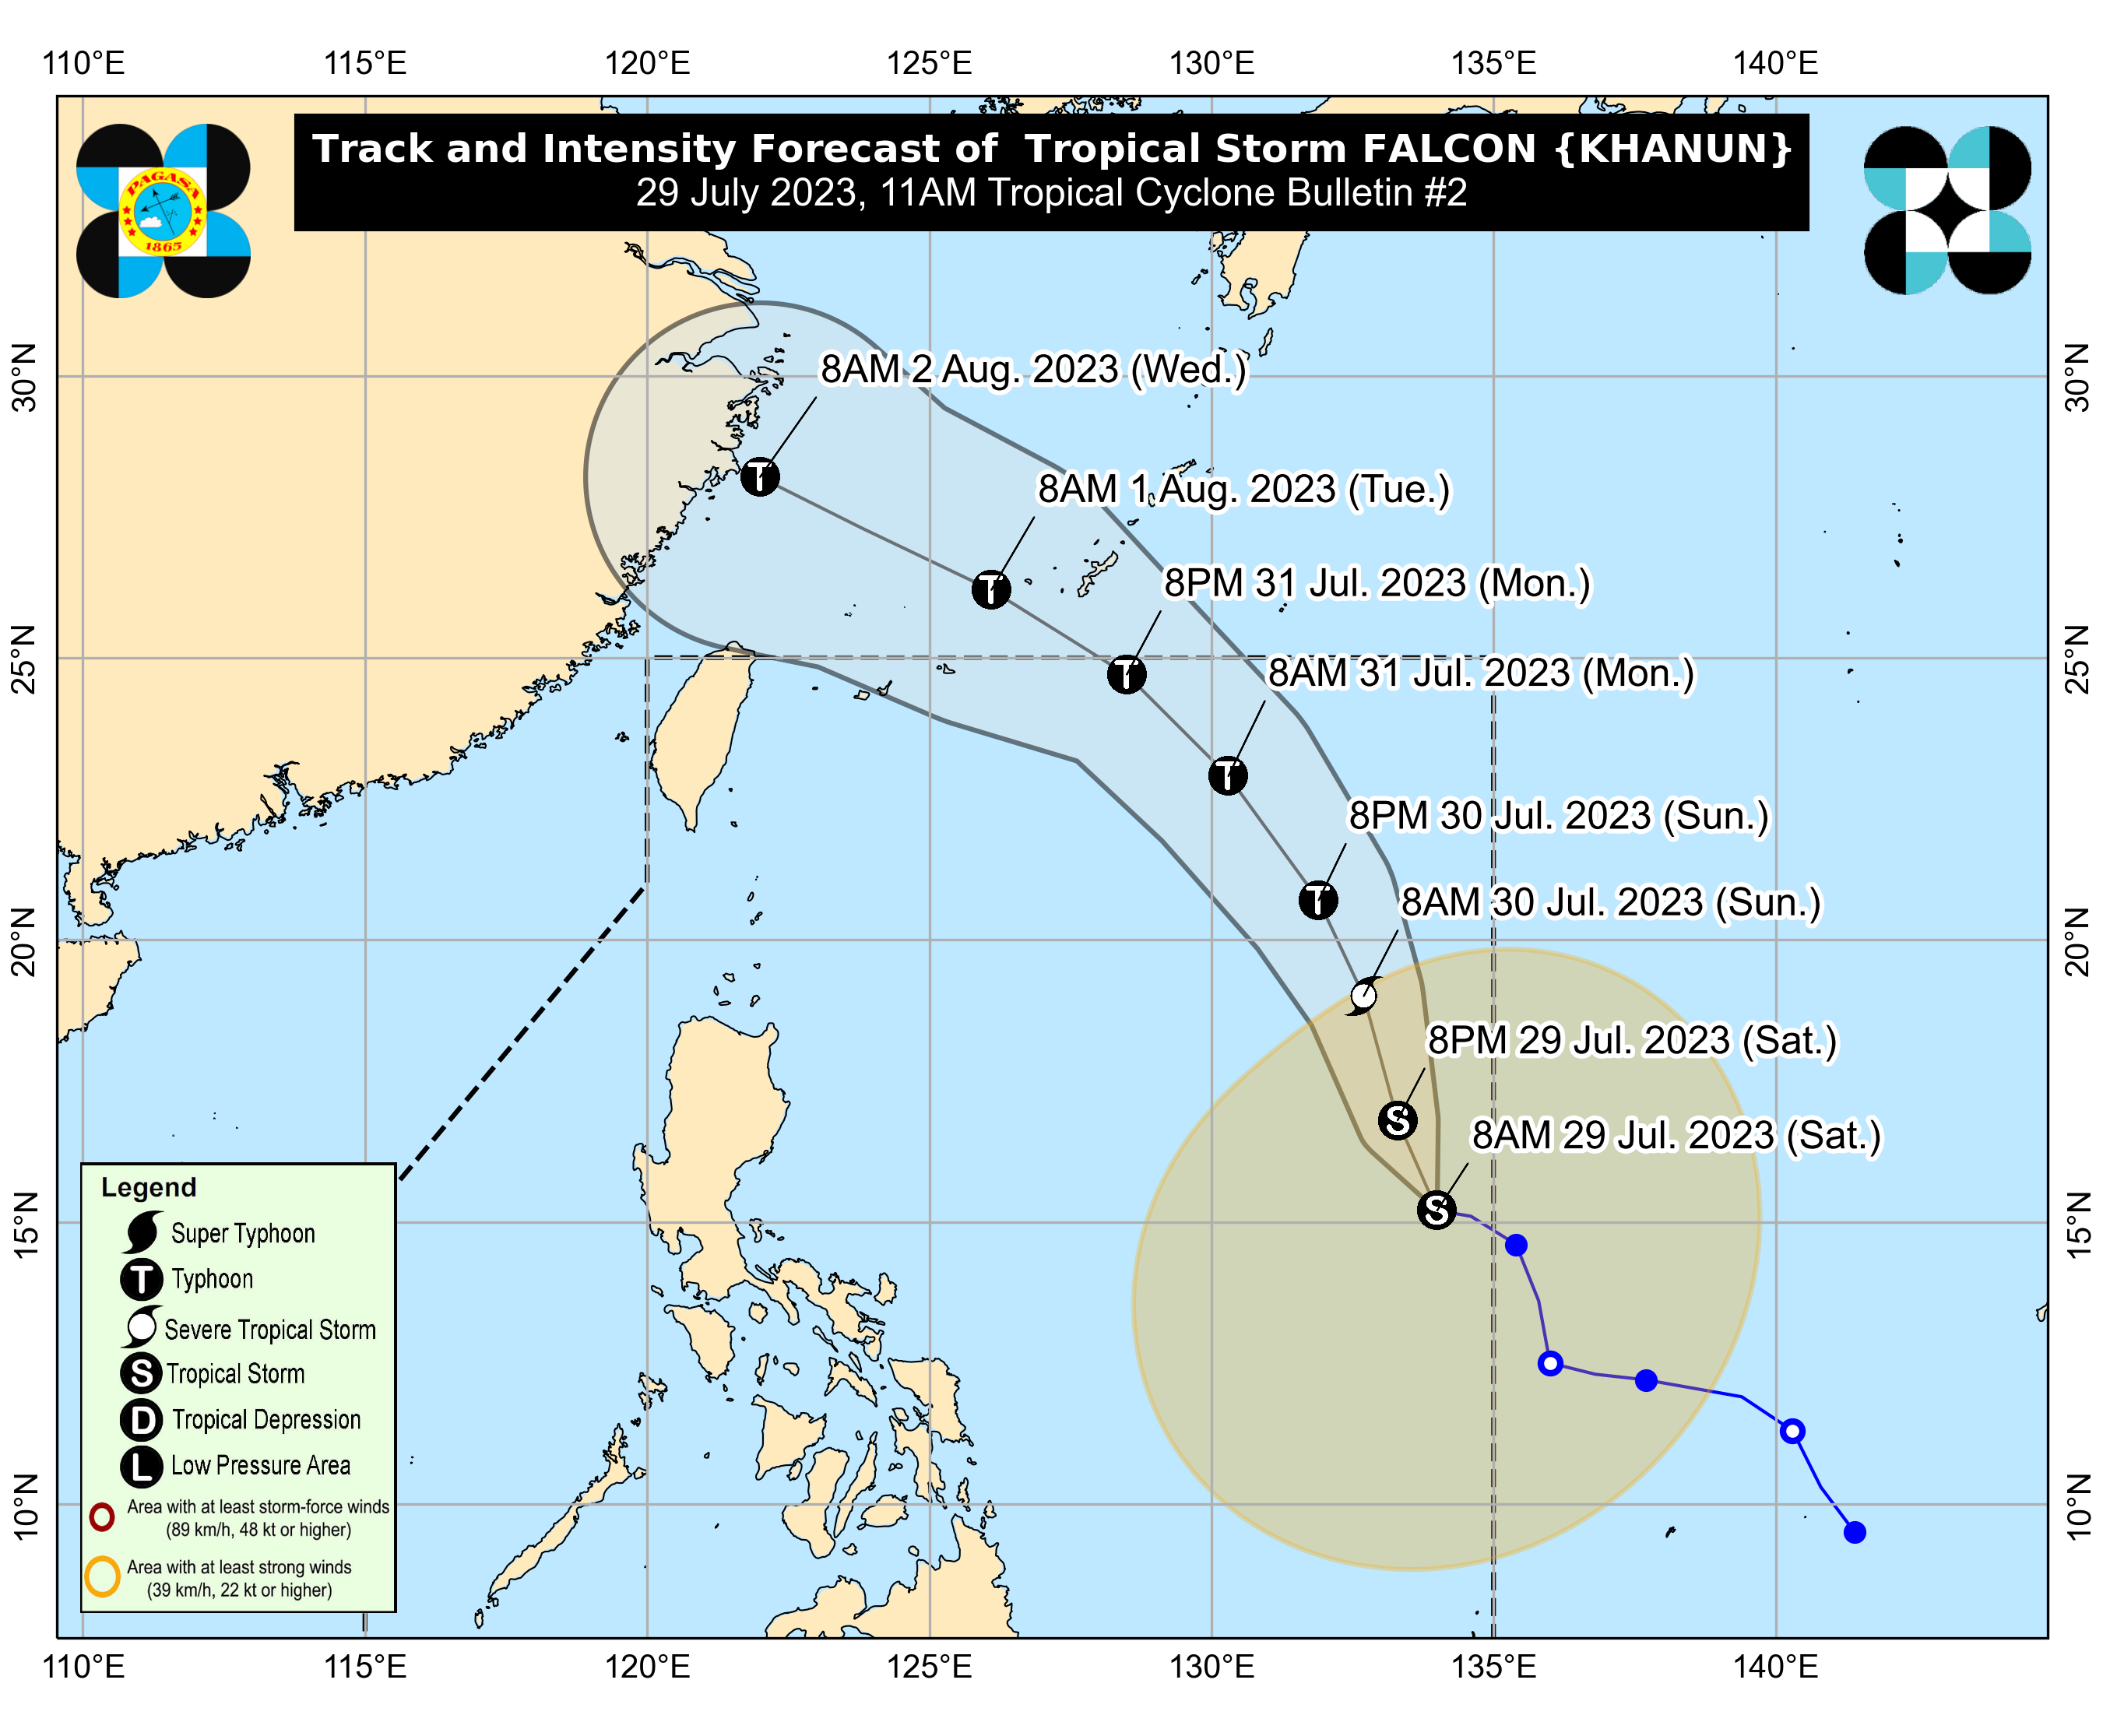 110°E 115°E 120°E 125°E 130°E 135°E 140°E
Track and Intensity Forecast of Tropical Storm FALCON {KHANUN}
29 July 2023, 11AM Tropical Cyclone Bulletin #2
PAGASA
1865
30°N 30°N
8AM 2 Aug. 2023 (Wed.)
8AM 1 Aug. 2023 (Tue.)
8PM 31 Jul. 2023 (Mon.)
25°N 25°N
8AM 31 Jul. 2023 (Mon.)
8PM 30 Jul. 2023 (Sun.)
8AM 30 Jul. 2023 (Sun.)
20°N 20°N
8PM 29 Jul. 2023 (Sat.)
8AM 29 Jul. 2023 (Sat.)
T
T
T
T
T
S
S
15°N 15°N
Legend
Super Typhoon
T Typhoon
Severe Tropical Storm
S Tropical Storm
D Tropical Depression
L Low Pressure Area
Area with at least storm-force winds
(89 km/h, 48 kt or higher)
Area with at least strong winds
(39 km/h, 22 kt or higher)
10°N 10°N
110°E 115°E 120°E 125°E 130°E 135°E 140°E